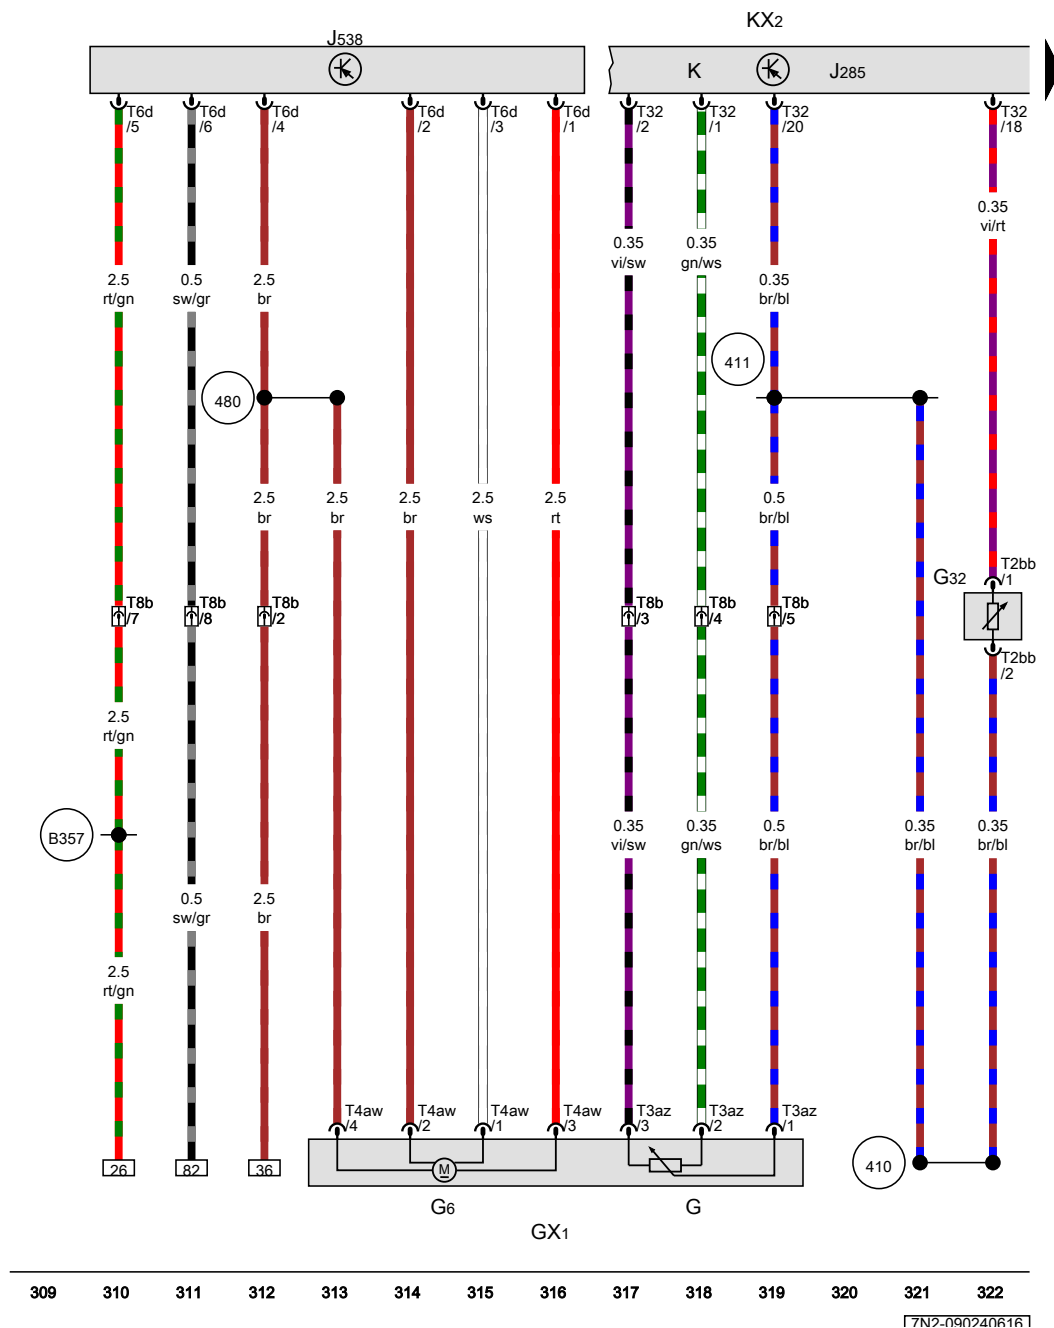 KX2
J538
K
J285
T6d
/5
T6d
/6
T6d
/4
T6d
/2
T6d
/3
T6d
/1
T32
/2
T32
/1
T32
/20
T32
/18
0.35
vi/rt
0.35
vi/sw
0.35
gn/ws
2.5
rt/gn
0.5
sw/gr
2.5
br
0.35
br/bl
411
480
2.5
br
2.5
br
2.5
br
2.5
ws
2.5
rt
0.5
br/bl
G32
T2bb
/1
T8b
/7
T8b
/8
T8b
/2
T8b
/3
T8b
/4
T8b
/5
T2bb
/2
2.5
rt/gn
B357
0.35
vi/sw
0.35
gn/ws
0.5
br/bl
0.35
br/bl
0.35
br/bl
0.5
sw/gr
2.5
br
2.5
rt/gn
T4aw
/4
T4aw
/2
T4aw
/1
T4aw
/3
T3az
/3
T3az
/2
T3az
/1
26
82
36
M
410
G6
G
GX1
309 310 311 312 313 314 315 316 317 318 319 320 321 322
7N2-090240616